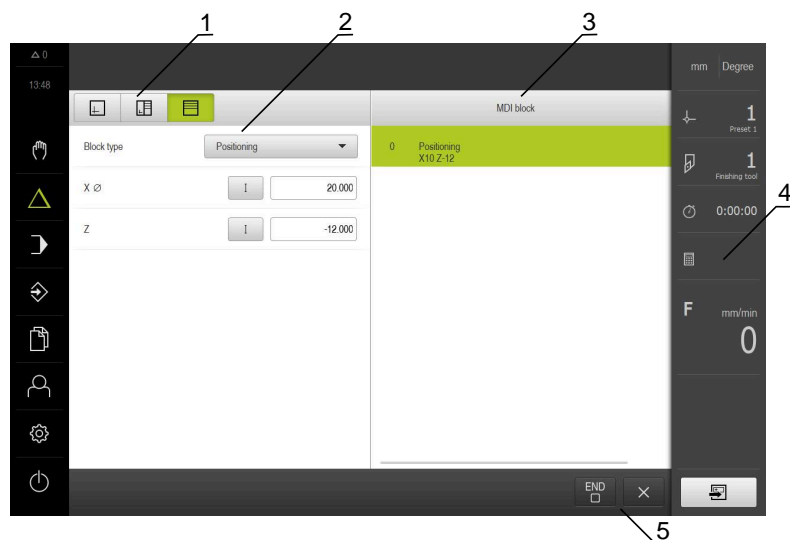 1
2
3
4
5
0
13:48
mm Degree
MDI block
Block type
Positioning
X Ø
I
20.000
Z
I
-12.000
0 Positioning
X10 Z-12
1
Preset 1
1
Finishing tool
0:00:00
F mm/min
0
END